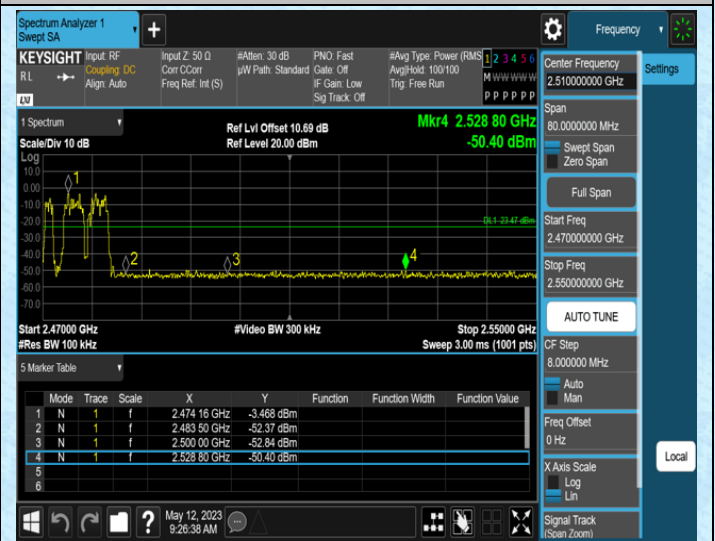 Spectrum Analyzer 1
Swept SA
+
Frequency
KEYSIGHT
Input: RF
Coupling: DC
Align: Auto
Input Z: 50 Ω
Corr CCorr
Freq Ref: Int (S)
#Atten: 30 dB
µW Path: Standard
PNO: Fast
Gate: Off
IF Gain: Low
Sig Track: Off
#Avg Type: Power (RMS
Avg|Hold: 100/100
Trig: Free Run
1 2 3 4 5 6
M W W W W W
P P P P P P
R L
LXI
1 Spectrum
Scale/Div 10 dB
Ref Lvl Offset 10.69 dB
Ref Level 20.00 dBm
Mkr4 2.528 80 GHz
-50.40 dBm
Log
10.0
0.00
-10.0
-20.0
-30.0
-40.0
-50.0
-60.0
-70.0
1
2
3
4
DL1 -23.47 dBm
Start 2.47000 GHz
#Res BW 100 kHz
#Video BW 300 kHz
Stop 2.55000 GHz
Sweep 3.00 ms (1001 pts)
5 Marker Table
Mode Trace Scale X Y Function Function Width Function Value
1 N 1 f 2.474 16 GHz -3.468 dBm
2 N 1 f 2.483 50 GHz -52.37 dBm
3 N 1 f 2.500 00 GHz -52.84 dBm
4 N 1 f 2.528 80 GHz -50.40 dBm
5
6
?
May 12, 2023
9:26:38 AM
Center Frequency
2.510000000 GHz
Settings
Span
80.0000000 MHz
Swept Span
Zero Span
Full Span
Start Freq
2.470000000 GHz
Stop Freq
2.550000000 GHz
AUTO TUNE
CF Step
8.000000 MHz
Auto
Man
Freq Offset
0 Hz
X Axis Scale
Log
Lin
Local
Signal Track
(Span Zoom)